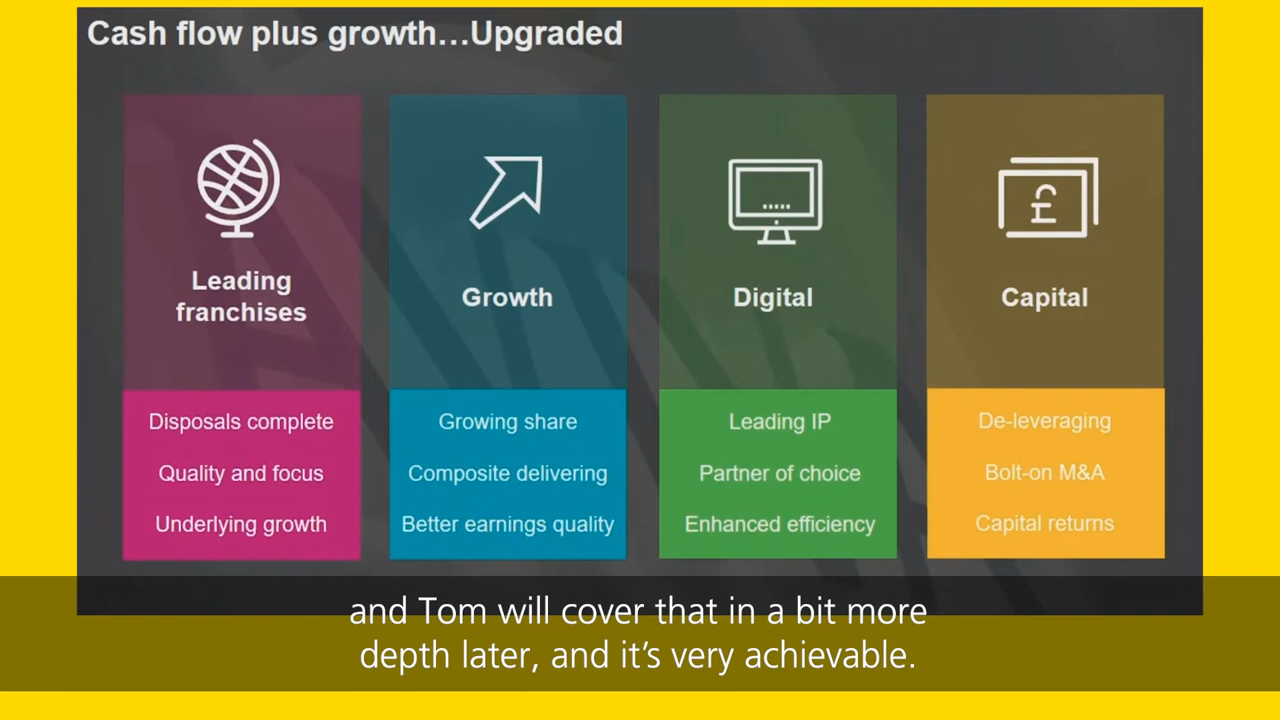 Cash flow plus growth…Upgraded
Leading
franchises
Disposals complete
Quality and focus
Underlying growth
Growth
Growing share
Composite delivering
Better earnings quality
Digital
Leading IP
Partner of choice
Enhanced efficiency
£
Capital
De-leveraging
Bolt-on M&A
Capital returns
and Tom will cover that in a bit more
depth later, and it’s very achievable.